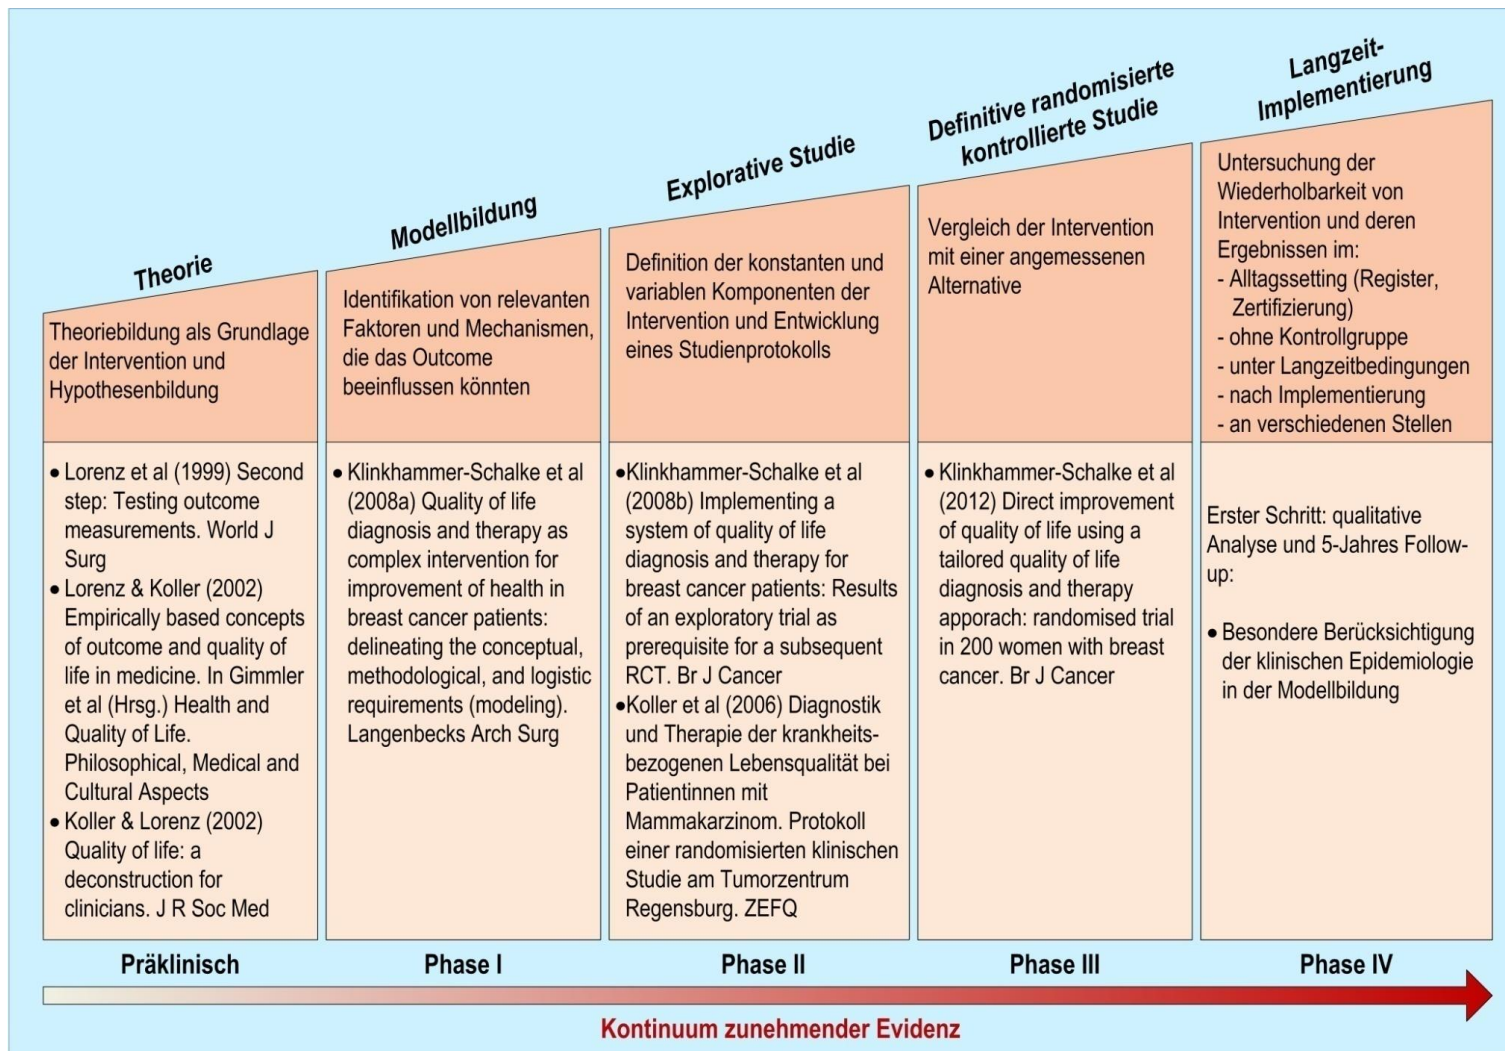 Theorie
Theoriebildung als Grundlage
der Intervention und
Hypothesenbildung
• Lorenz et al (1999) Second
step: Testing outcome
measurements. World J
Surg
• Lorenz & Koller (2002)
Empirically based concepts
of outcome and quality of
life in medicine. In Gimmler
et al (Hrsg.) Health and
Quality of Life.
Philosophical, Medical and
Cultural Aspects
• Koller & Lorenz (2002)
Quality of life: a
deconstruction for
clinicians. J R Soc Med
Präklinisch
Modellbildung
Identifikation von relevanten
Faktoren und Mechanismen,
die das Outcome
beeinflussen könnten
• Klinkhammer-Schalke et al
(2008a) Quality of life
diagnosis and therapy as
complex intervention for
improvement of health in
breast cancer patients:
delineating the conceptual,
methodological, and logistic
requirements (modeling).
Langenbecks Arch Surg
Phase I
Explorative Studie
Definition der konstanten und
variablen Komponenten der
Intervention und Entwicklung
eines Studienprotokolls
•Klinkhammer-Schalke et al
(2008b) Implementing a
system of quality of life
diagnosis and therapy for
breast cancer patients: Results
of an exploratory trial as
prerequisite for a subsequent
RCT. Br J Cancer
•Koller et al (2006) Diagnostik
und Therapie der krankheits-
bezogenen Lebensqualität bei
Patientinnen mit
Mammakarzinom. Protokoll
einer randomisierten klinischen
Studie am Tumorzentrum
Regensburg. ZEFQ
Phase II
Definitive randomisierte
kontrollierte Studie
Vergleich der Intervention
mit einer angemessenen
Alternative
• Klinkhammer-Schalke et al
(2012) Direct improvement
of quality of life using a
tailored quality of life
diagnosis and therapy
apporach: randomised trial
in 200 women with breast
cancer. Br J Cancer
Phase III
Langzeit-
Implementierung
Untersuchung der
Wiederholbarkeit von
Intervention und deren
Ergebnissen im:
- Alltagssetting (Register,
Zertifizierung)
- ohne Kontrollgruppe
- unter Langzeitbedingungen
- nach Implementierung
- an verschiedenen Stellen
Erster Schritt: qualitative
Analyse und 5-Jahres Follow-
up:
• Besondere Berücksichtigung
der klinischen Epidemiologie
in der Modellbildung
Phase IV
Kontinuum zunehmender Evidenz